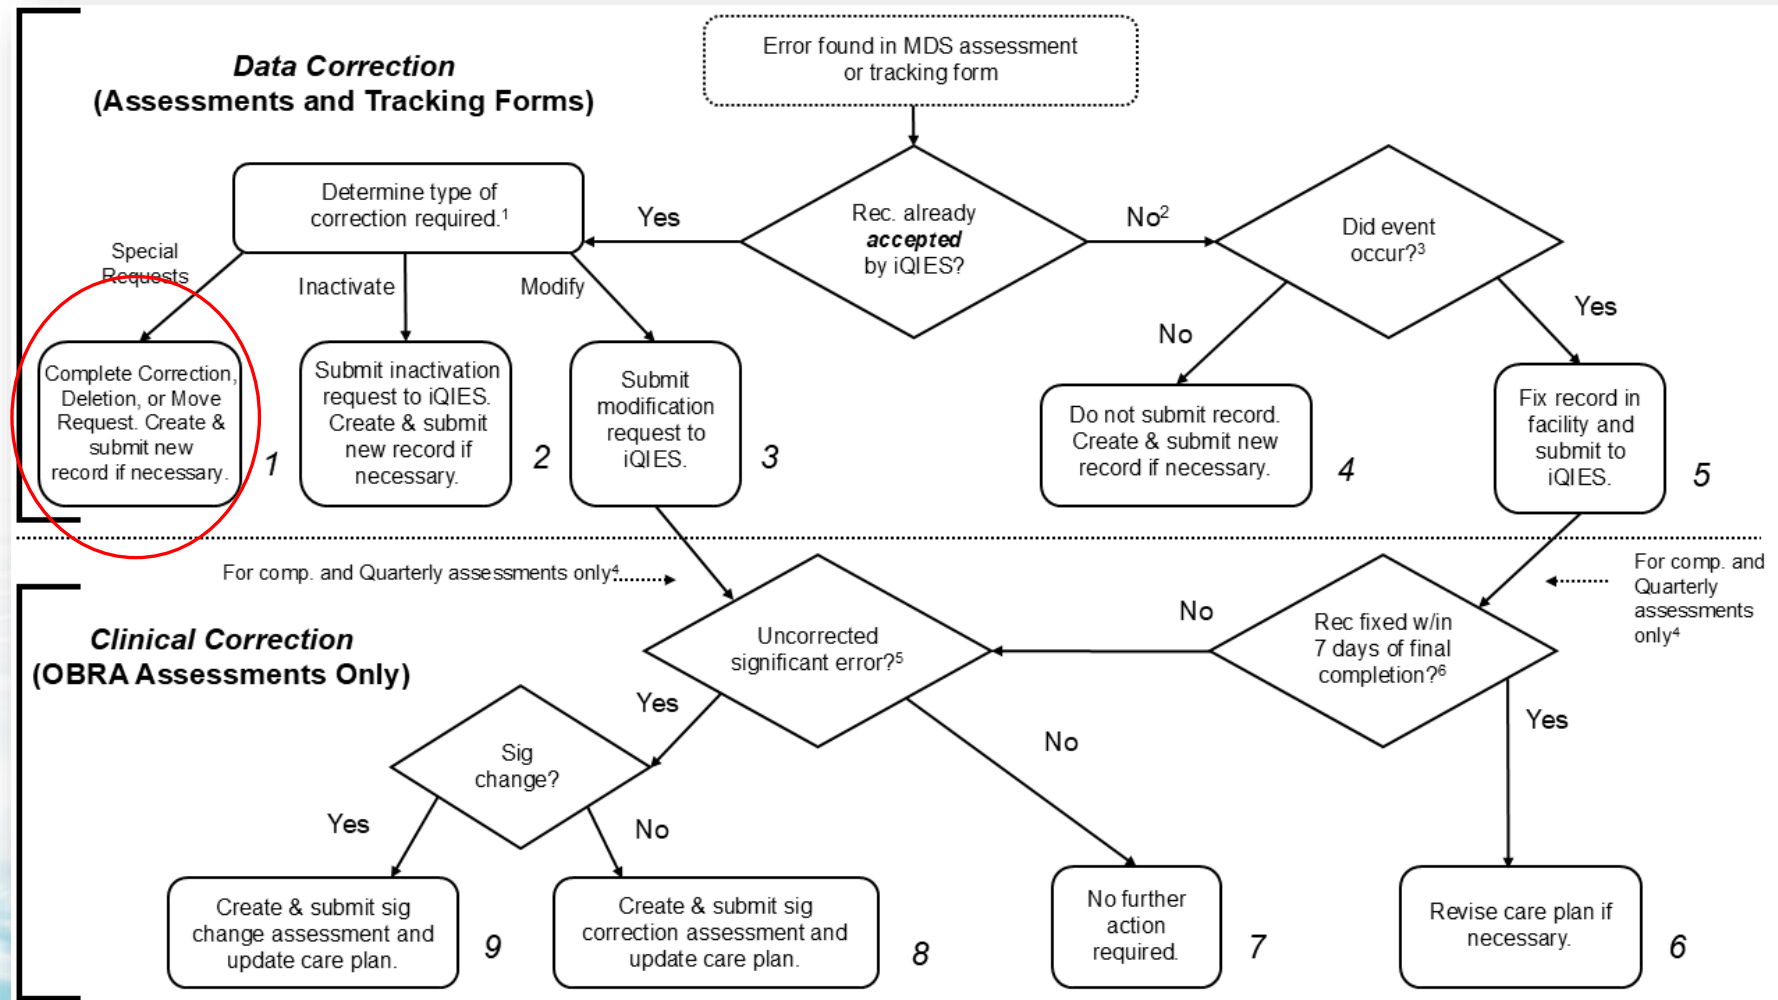 Data Correction
(Assessments and Tracking Forms)
Error found in MDS assessment
or tracking form
Determine type of
correction required.¹
Yes
Rec. already
accepted
by iQIES?
No²
Did event
occur?³
Special
Requests
Inactivate
Modify
No
Yes
Complete Correction,
Deletion, or Move
Request. Create &
submit new
record if necessary.
1
Submit inactivation
request to iQIES.
Create & submit
new record if
necessary.
2
Submit
modification
request to
iQIES.
3
Do not submit record.
Create & submit new
record if necessary.
4
Fix record in
facility and
submit to
iQIES.
5
For comp. and Quarterly assessments only⁴
For comp. and
Quarterly
assessments
only⁴
Clinical Correction
(OBRA Assessments Only)
Uncorrected
significant error?⁵
No
Rec fixed w/in
7 days of final
completion?⁶
Yes
No
Yes
Sig
change?
Yes
No
Create & submit sig
change assessment and
update care plan.
9
Create & submit sig
correction assessment and
update care plan.
8
No further
action
required.
7
Revise care plan if
necessary.
6